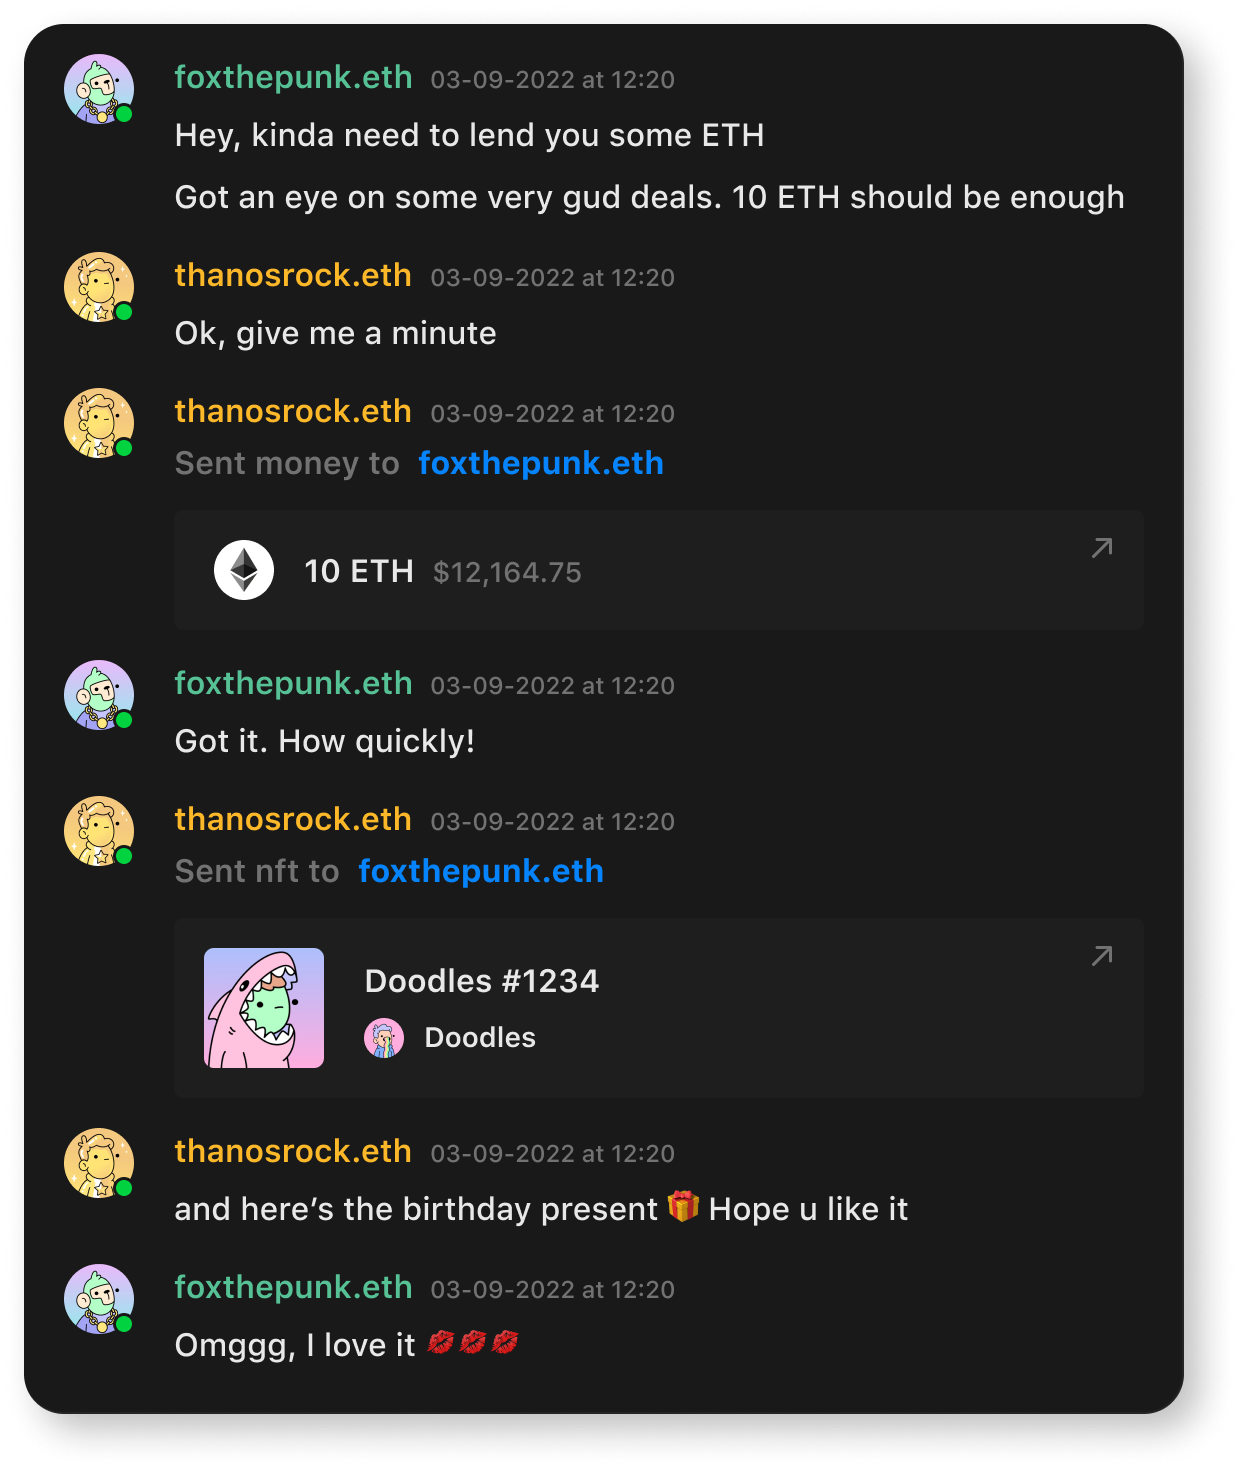 foxthepunk.eth 03-09-2022 at 12:20
Hey, kinda need to lend you some ETH
Got an eye on some very gud deals. 10 ETH should be enough
thanosrock.eth 03-09-2022 at 12:20
Ok, give me a minute
thanosrock.eth 03-09-2022 at 12:20
Sent money to foxthepunk.eth
10 ETH $12,164.75
foxthepunk.eth 03-09-2022 at 12:20
Got it. How quickly!
thanosrock.eth 03-09-2022 at 12:20
Sent nft to foxthepunk.eth
Doodles #1234
Doodles
thanosrock.eth 03-09-2022 at 12:20
and here’s the birthday present 🎁 Hope u like it
foxthepunk.eth 03-09-2022 at 12:20
Omggg, I love it 💋💋💋